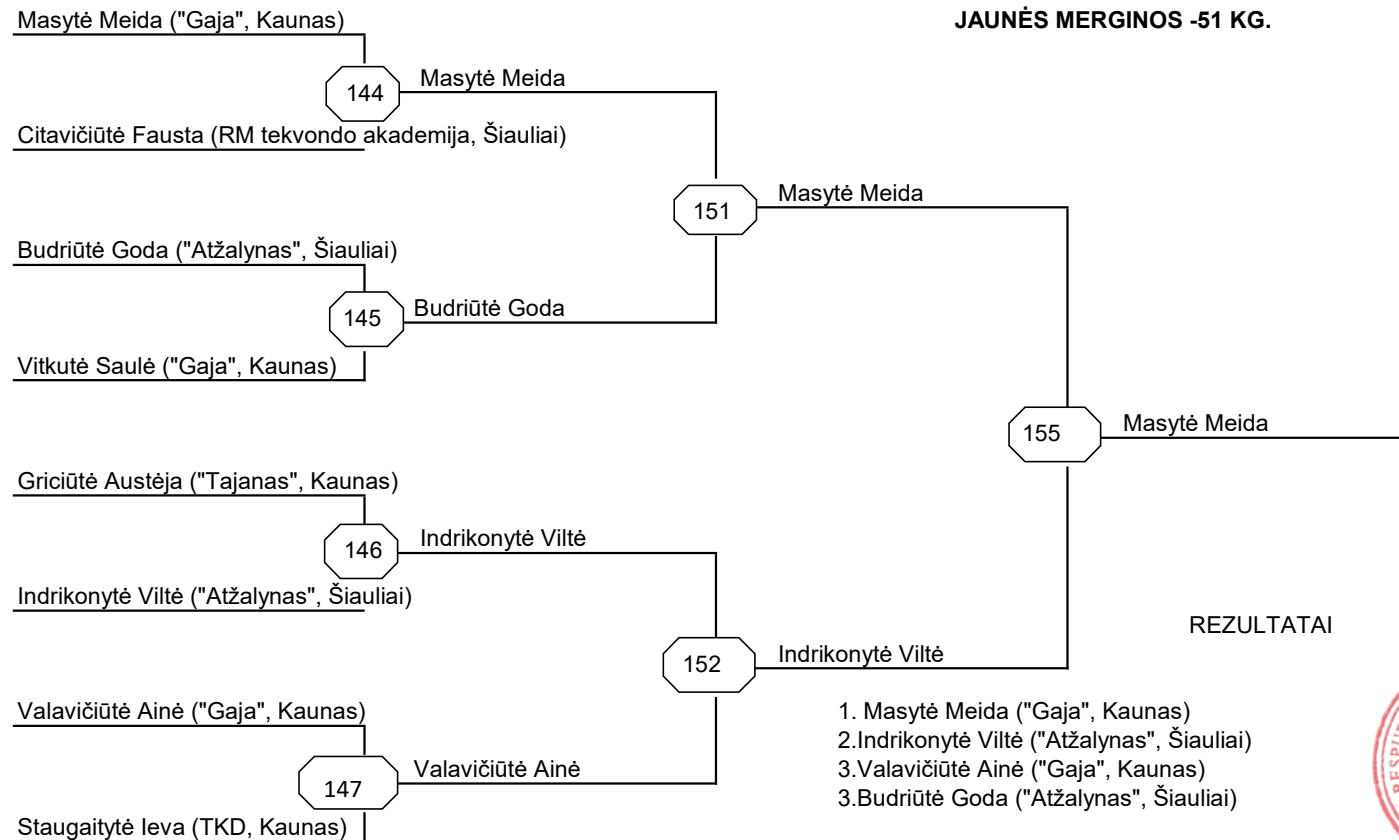 JAUNĖS MERGINOS -51 KG.
Masytė Meida ("Gaja", Kaunas)
144
Masytė Meida
Citavičiūtė Fausta (RM tekvondo akademija, Šiauliai)
151
Masytė Meida
Budriūtė Goda ("Atžalynas", Šiauliai)
145
Budriūtė Goda
Vitkutė Saulė ("Gaja", Kaunas)
155
Masytė Meida
Griciūtė Austėja ("Tajanas", Kaunas)
146
Indrikonytė Viltė
Indrikonytė Viltė ("Atžalynas", Šiauliai)
152
Indrikonytė Viltė
Valavičiūtė Ainė ("Gaja", Kaunas)
147
Valavičiūtė Ainė
Staugaitytė Ieva (TKD, Kaunas)
REZULTATAI
1. Masytė Meida ("Gaja", Kaunas)
2.Indrikonytė Viltė ("Atžalynas", Šiauliai)
3.Valavičiūtė Ainė ("Gaja", Kaunas)
3.Budriūtė Goda ("Atžalynas", Šiauliai)